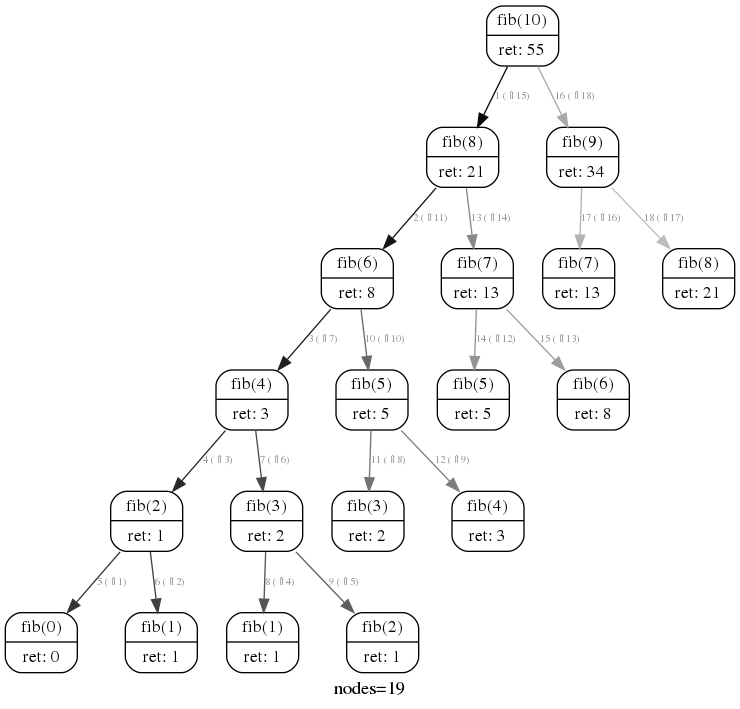 fib(10)
ret: 55
1 (⇑15)
16 (⇑18)
fib(8)
ret: 21
fib(9)
ret: 34
2 (⇑11)
13 (⇑14)
17 (⇑16)
18 (⇑17)
fib(6)
ret: 8
fib(7)
ret: 13
fib(7)
ret: 13
fib(8)
ret: 21
3 (⇑7)
10 (⇑10)
14 (⇑12)
15 (⇑13)
fib(4)
ret: 3
fib(5)
ret: 5
fib(5)
ret: 5
fib(6)
ret: 8
4 (⇑3)
7 (⇑6)
11 (⇑8)
12 (⇑9)
fib(2)
ret: 1
fib(3)
ret: 2
fib(3)
ret: 2
fib(4)
ret: 3
5 (⇑1)
6 (⇑2)
8 (⇑4)
9 (⇑5)
fib(0)
ret: 0
fib(1)
ret: 1
fib(1)
ret: 1
fib(2)
ret: 1
nodes=19